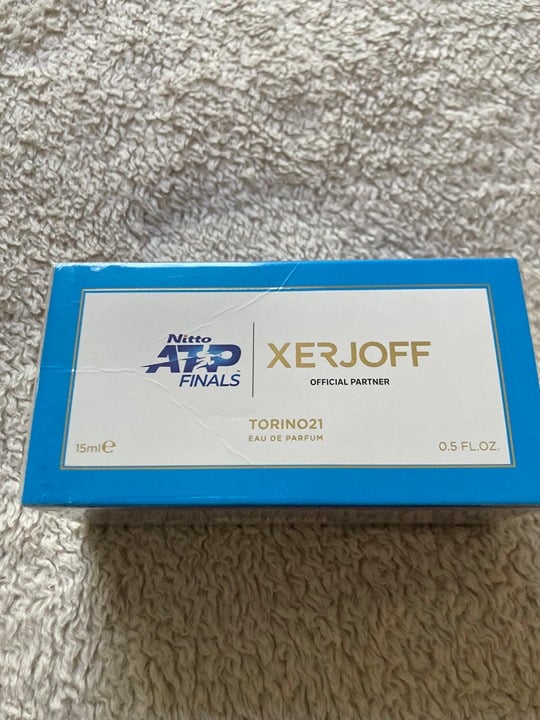 Nitto
ATP
FINALS
XERJOFF
OFFICIAL PARTNER
TORINO21
EAU DE PARFUM
15ml ℮
0.5 FL.OZ.